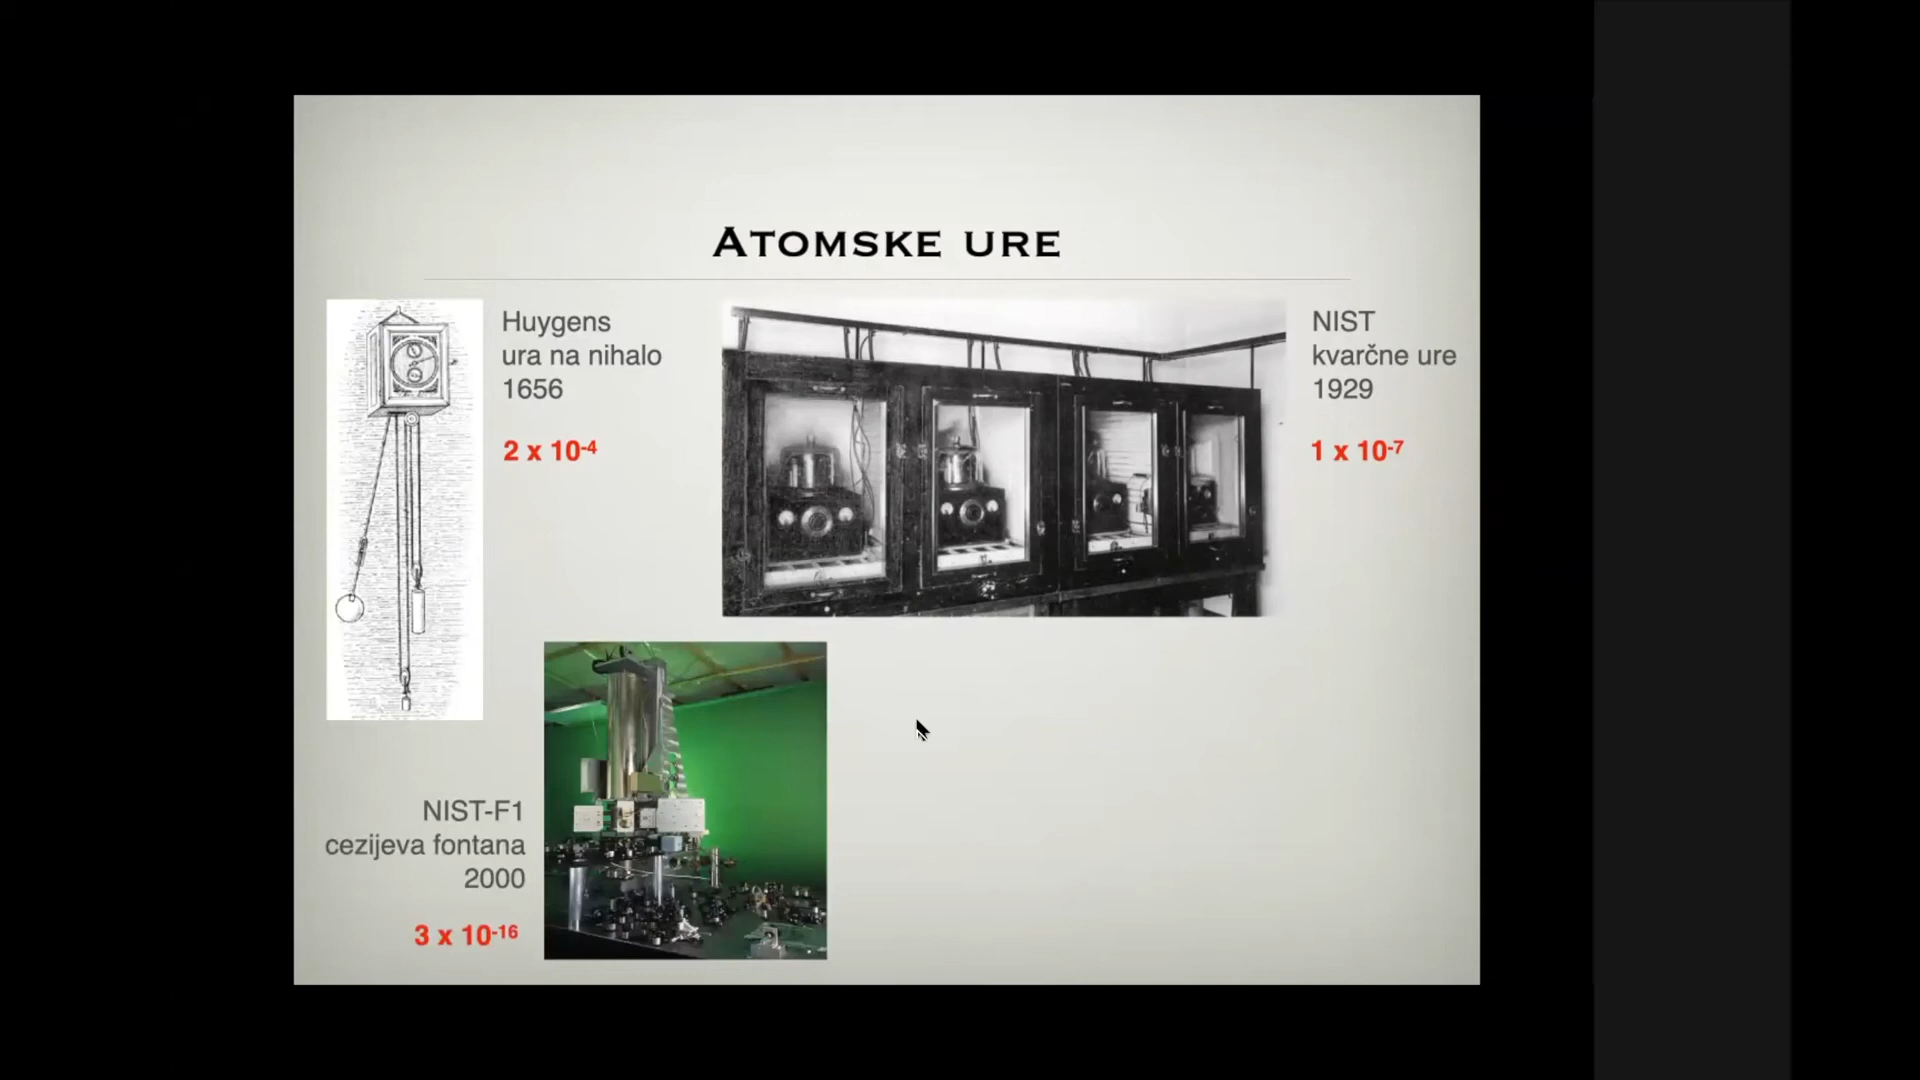 ATOMSKE URE
Huygens
ura na nihalo
1656
2 x 10⁻⁴
NIST
kvarčne ure
1929
1 x 10⁻⁷
NIST-F1
cezijeva fontana
2000
3 x 10⁻¹⁶